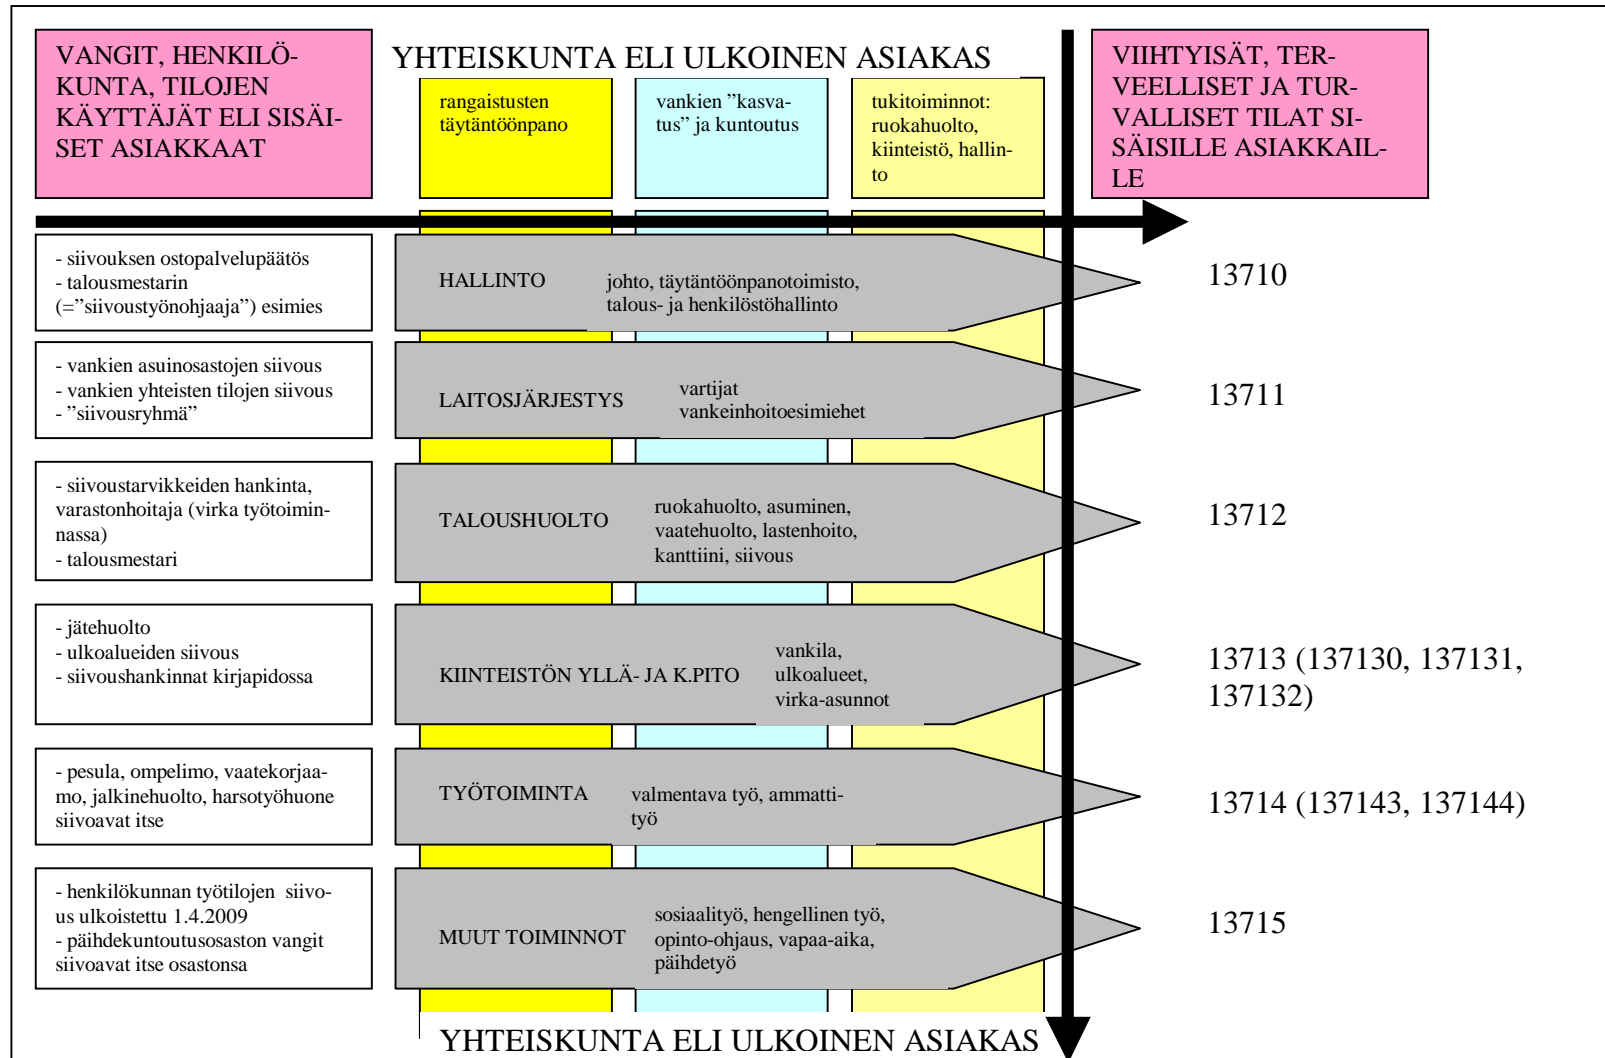 VANGIT, HENKILÖ-
KUNTA, TILOJEN
KÄYTTÄJÄT ELI SISÄI-
SET ASIAKKAAT
YHTEISKUNTA ELI ULKOINEN ASIAKAS
rangaistusten
täytäntöönpano
vankien ”kasva-
tus” ja kuntoutus
tukitoiminnot:
ruokahuolto,
kiinteistö, hallin-
to
VIIHTYISÄT, TER-
VEELLISET JA TUR-
VALLISET TILAT SI-
SÄISILLE ASIAKKAIL-
LE
- siivouksen ostopalvelupäätös
- talousmestarin
(=”siivoustyönohjaaja”) esimies
HALLINTO
johto, täytäntöönpanotoimisto,
talous- ja henkilöstöhallinto
13710
- vankien asuinosastojen siivous
- vankien yhteisten tilojen siivous
- ”siivousryhmä”
LAITOSJÄRJESTYS
vartijat
vankeinhoitoesimiehet
13711
- siivoustarvikkeiden hankinta,
varastonhoitaja (virka työtoimin-
nassa)
- talousmestari
TALOUSHUOLTO
ruokahuolto, asuminen,
vaatehuolto, lastenhoito,
kanttiini, siivous
13712
- jätehuolto
- ulkoalueiden siivous
- siivoushankinnat kirjapidossa
KIINTEISTÖN YLLÄ- JA K.PITO
vankila,
ulkoalueet,
virka-asunnot
13713 (137130, 137131,
137132)
- pesula, ompelimo, vaatekorjaa-
mo, jalkinehuolto, harsotyöhuone
siivoavat itse
TYÖTOIMINTA
valmentava työ, ammatti-
työ
13714 (137143, 137144)
- henkilökunnan työtilojen siivo-
us ulkoistettu 1.4.2009
- päihdekuntoutusosaston vangit
siivoavat itse osastonsa
MUUT TOIMINNOT
sosiaalityö, hengellinen työ,
opinto-ohjaus, vapaa-aika,
päihdetyö
13715
YHTEISKUNTA ELI ULKOINEN ASIAKAS